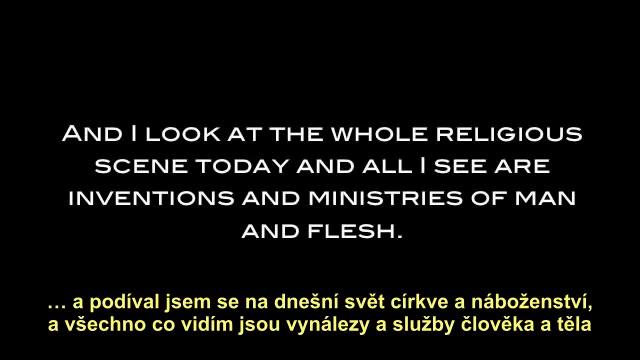 AND I LOOK AT THE WHOLE RELIGIOUS
SCENE TODAY AND ALL I SEE ARE
INVENTIONS AND MINISTRIES OF MAN
AND FLESH.
... a podíval jsem se na dnešní svět církve a náboženství,
a všechno co vidím jsou vynálezy a služby člověka a těla